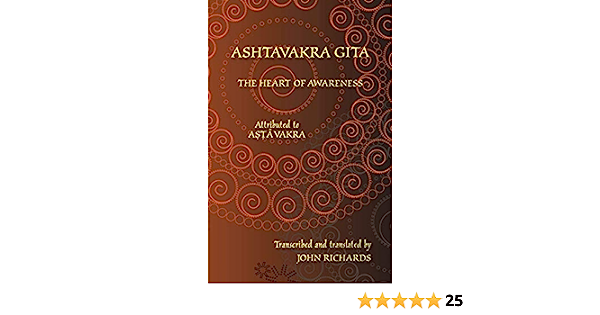 ASHTAVAKRA GITA
THE HEART OF AWARENESS
Attributed to
AṢṬĀVAKRA
Transcribed and translated by
JOHN RICHARDS
25